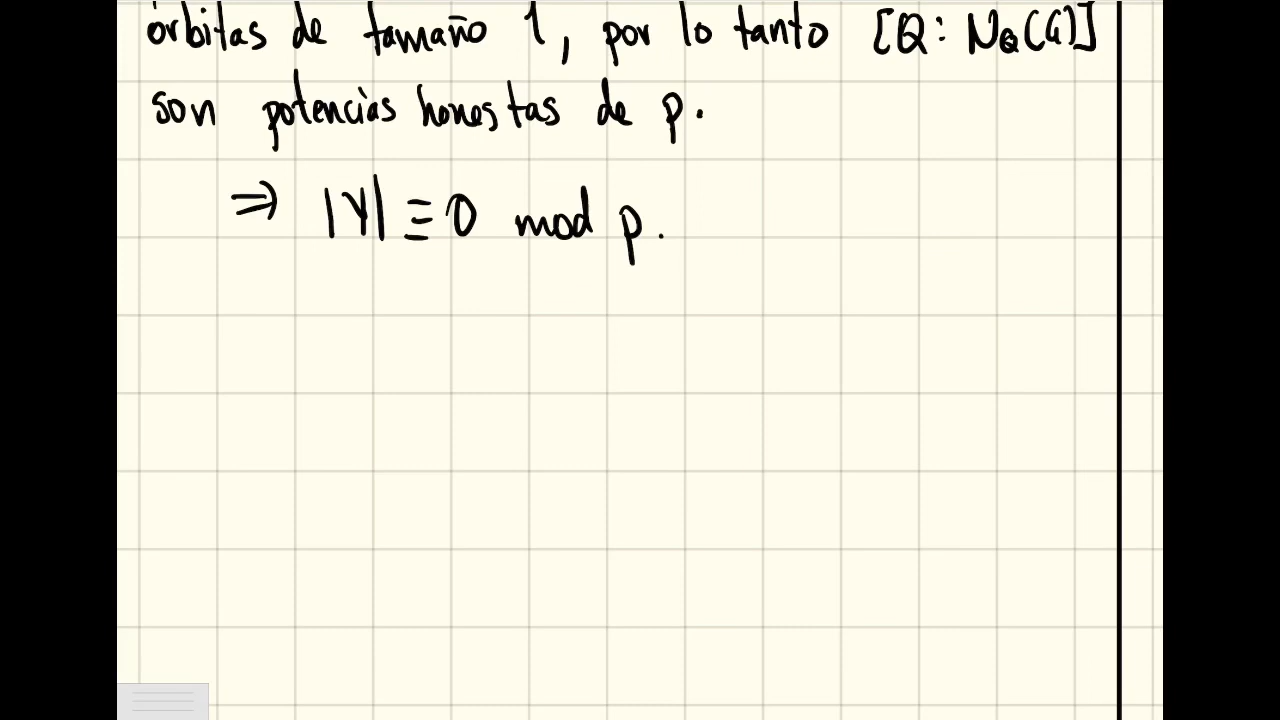 órbitas de tamaño 1, por lo tanto [Q: N_Q(G)]
son potencias honestas de p.
⇒ |Y| ≡ 0 mod p.